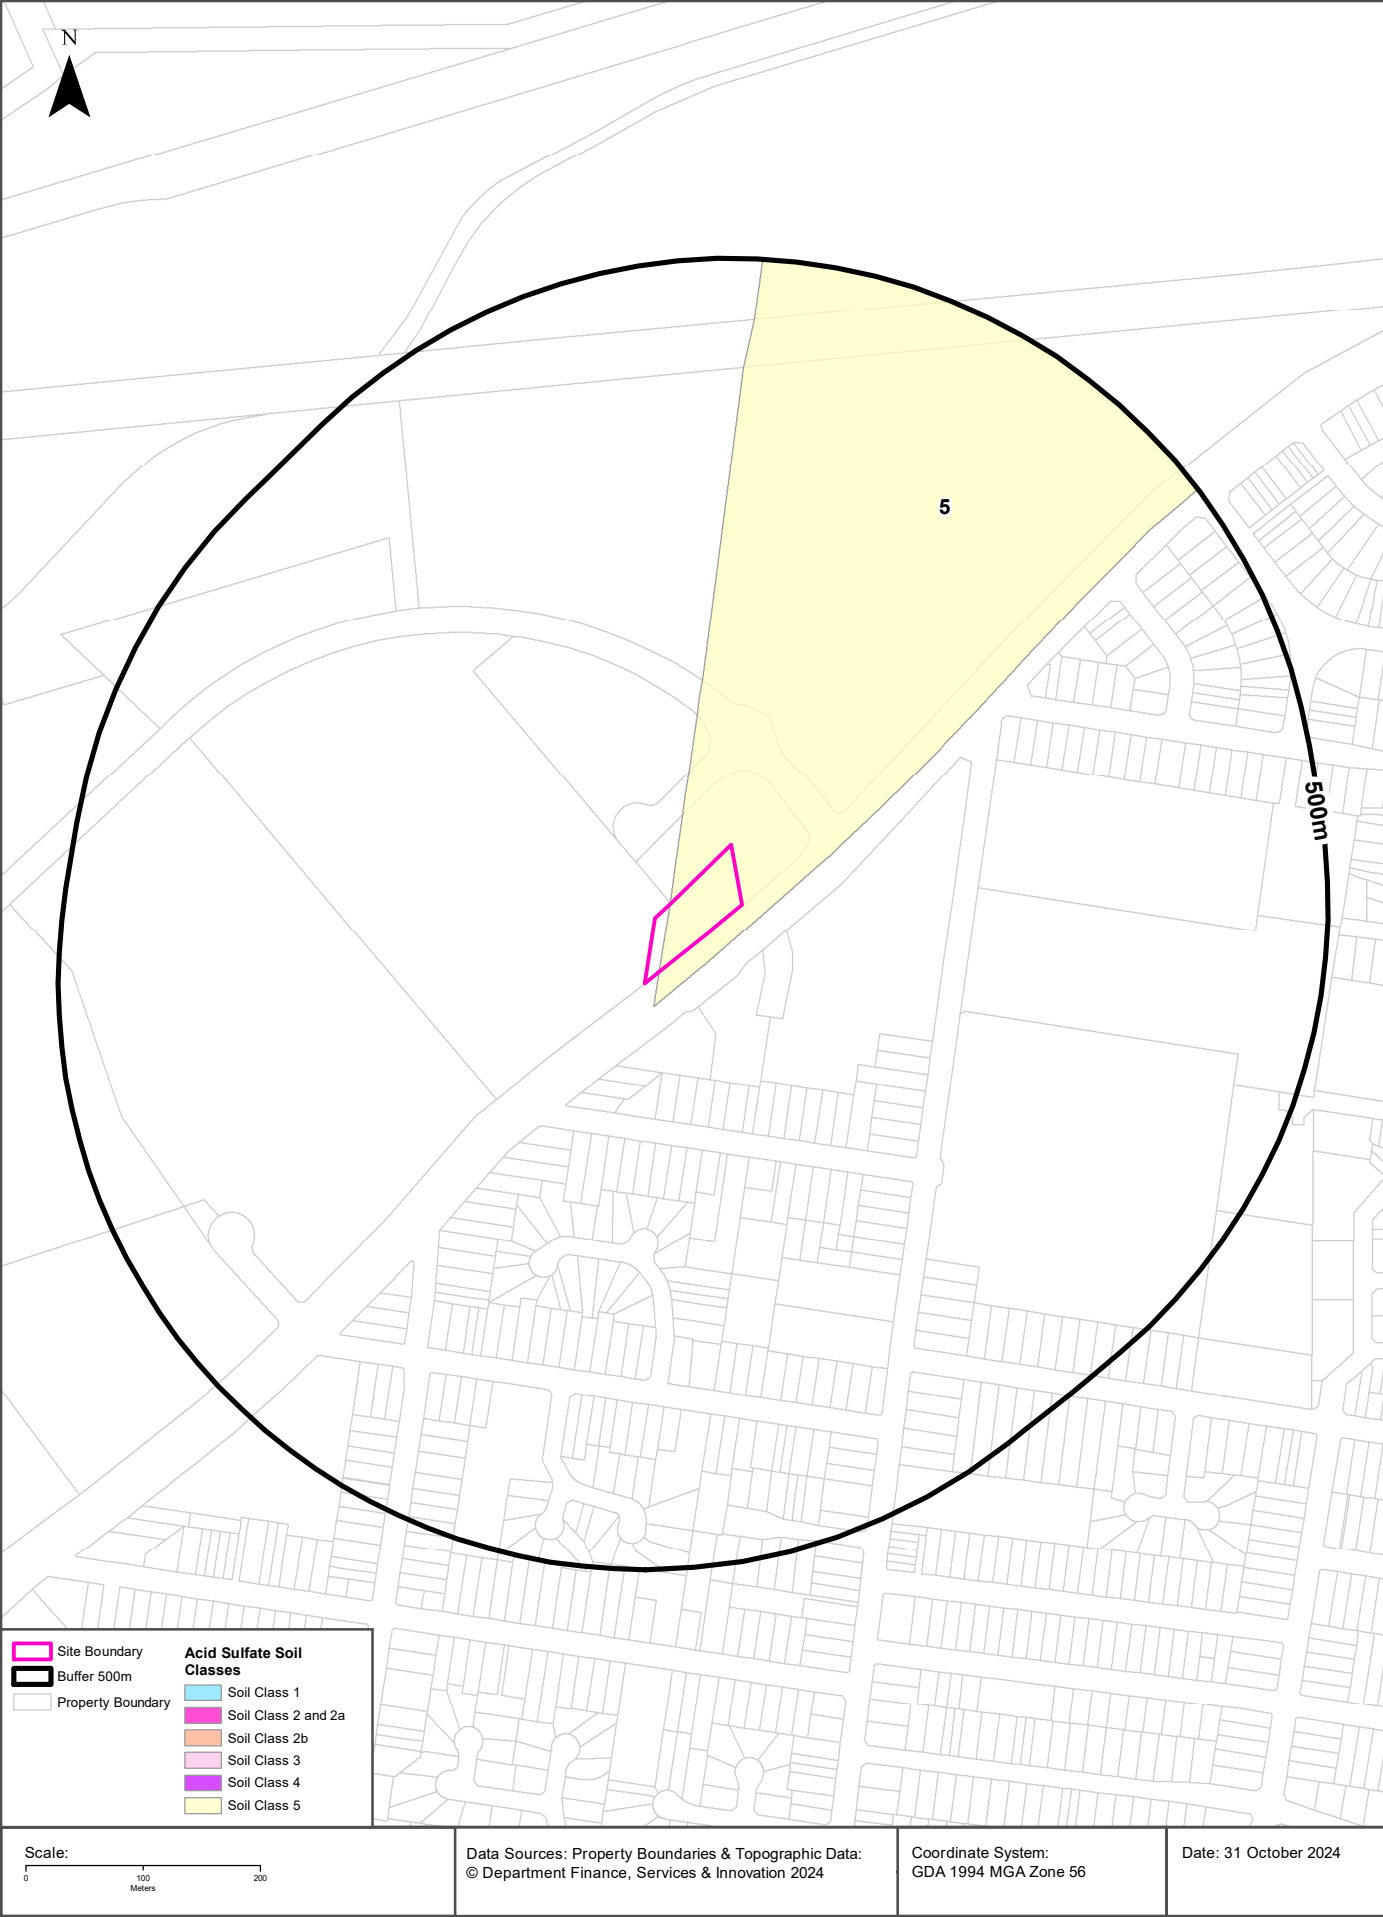 N
5
500m
Site Boundary
Buffer 500m
Property Boundary
Acid Sulfate Soil
Classes
Soil Class 1
Soil Class 2 and 2a
Soil Class 2b
Soil Class 3
Soil Class 4
Soil Class 5
Scale:
0 100 200
Meters
Data Sources: Property Boundaries & Topographic Data:
© Department Finance, Services & Innovation 2024
Coordinate System:
GDA 1994 MGA Zone 56
Date: 31 October 2024